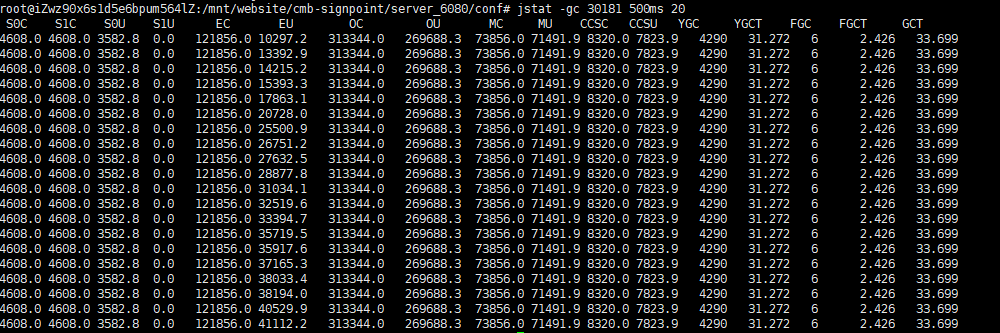 root@iZwz90x6s1d5e6bpum564lZ:/mnt/website/cmb-signpoint/server_6080/conf# jstat -gc 30181 500ms 20
S0C S1C S0U S1U EC EU OC OU MC MU CCSC CCSU YGC YGCT FGC FGCT GCT
4608.0 4608.0 3582.8 0.0 121856.0 10297.2 313344.0 269688.3 73856.0 71491.9 8320.0 7823.9 4290 31.272 6 2.426 33.699
4608.0 4608.0 3582.8 0.0 121856.0 13392.9 313344.0 269688.3 73856.0 71491.9 8320.0 7823.9 4290 31.272 6 2.426 33.699
4608.0 4608.0 3582.8 0.0 121856.0 14215.2 313344.0 269688.3 73856.0 71491.9 8320.0 7823.9 4290 31.272 6 2.426 33.699
4608.0 4608.0 3582.8 0.0 121856.0 15393.3 313344.0 269688.3 73856.0 71491.9 8320.0 7823.9 4290 31.272 6 2.426 33.699
4608.0 4608.0 3582.8 0.0 121856.0 17863.1 313344.0 269688.3 73856.0 71491.9 8320.0 7823.9 4290 31.272 6 2.426 33.699
4608.0 4608.0 3582.8 0.0 121856.0 20728.0 313344.0 269688.3 73856.0 71491.9 8320.0 7823.9 4290 31.272 6 2.426 33.699
4608.0 4608.0 3582.8 0.0 121856.0 25500.9 313344.0 269688.3 73856.0 71491.9 8320.0 7823.9 4290 31.272 6 2.426 33.699
4608.0 4608.0 3582.8 0.0 121856.0 26751.2 313344.0 269688.3 73856.0 71491.9 8320.0 7823.9 4290 31.272 6 2.426 33.699
4608.0 4608.0 3582.8 0.0 121856.0 27632.5 313344.0 269688.3 73856.0 71491.9 8320.0 7823.9 4290 31.272 6 2.426 33.699
4608.0 4608.0 3582.8 0.0 121856.0 28877.8 313344.0 269688.3 73856.0 71491.9 8320.0 7823.9 4290 31.272 6 2.426 33.699
4608.0 4608.0 3582.8 0.0 121856.0 31034.1 313344.0 269688.3 73856.0 71491.9 8320.0 7823.9 4290 31.272 6 2.426 33.699
4608.0 4608.0 3582.8 0.0 121856.0 32519.6 313344.0 269688.3 73856.0 71491.9 8320.0 7823.9 4290 31.272 6 2.426 33.699
4608.0 4608.0 3582.8 0.0 121856.0 33394.7 313344.0 269688.3 73856.0 71491.9 8320.0 7823.9 4290 31.272 6 2.426 33.699
4608.0 4608.0 3582.8 0.0 121856.0 35719.5 313344.0 269688.3 73856.0 71491.9 8320.0 7823.9 4290 31.272 6 2.426 33.699
4608.0 4608.0 3582.8 0.0 121856.0 35917.6 313344.0 269688.3 73856.0 71491.9 8320.0 7823.9 4290 31.272 6 2.426 33.699
4608.0 4608.0 3582.8 0.0 121856.0 37165.3 313344.0 269688.3 73856.0 71491.9 8320.0 7823.9 4290 31.272 6 2.426 33.699
4608.0 4608.0 3582.8 0.0 121856.0 38033.4 313344.0 269688.3 73856.0 71491.9 8320.0 7823.9 4290 31.272 6 2.426 33.699
4608.0 4608.0 3582.8 0.0 121856.0 38194.0 313344.0 269688.3 73856.0 71491.9 8320.0 7823.9 4290 31.272 6 2.426 33.699
4608.0 4608.0 3582.8 0.0 121856.0 40529.9 313344.0 269688.3 73856.0 71491.9 8320.0 7823.9 4290 31.272 6 2.426 33.699
4608.0 4608.0 3582.8 0.0 121856.0 41112.2 313344.0 269688.3 73856.0 71491.9 8320.0 7823.9 4290 31.272 6 2.426 33.699